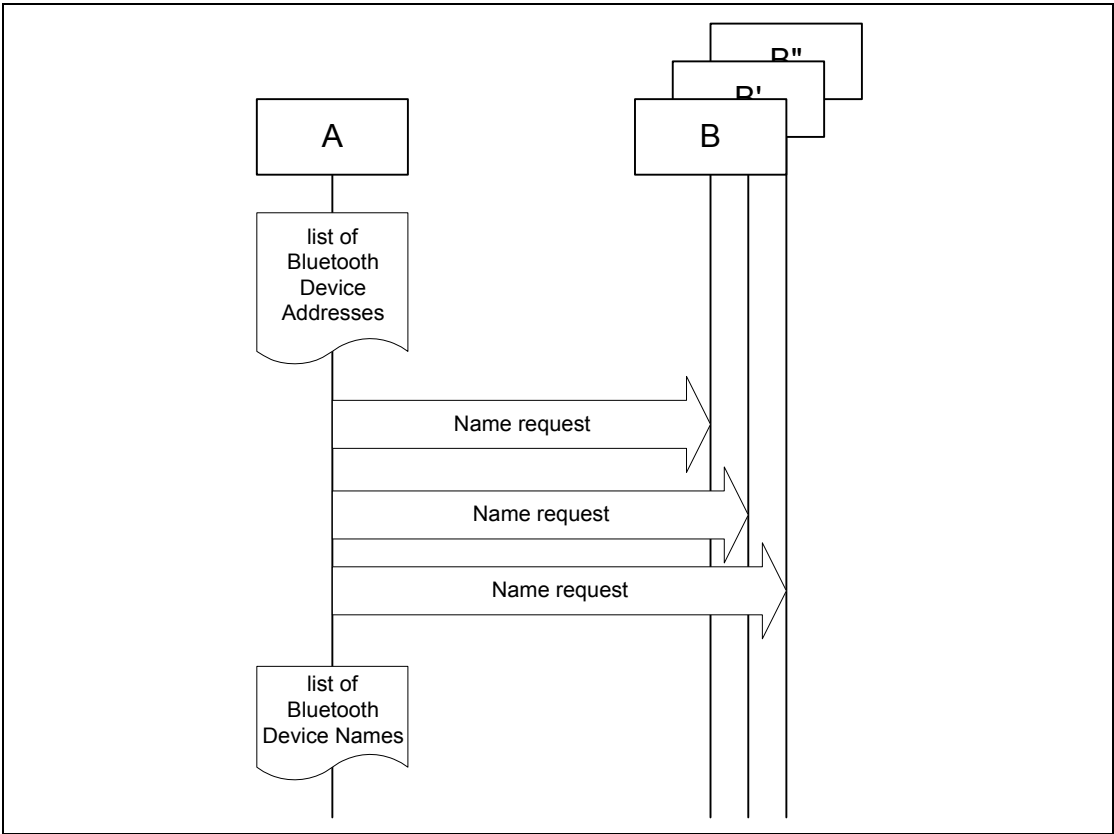 B"
B'
A
B
list of
Bluetooth
Device
Addresses
Name request
Name request
Name request
list of
Bluetooth
Device Names